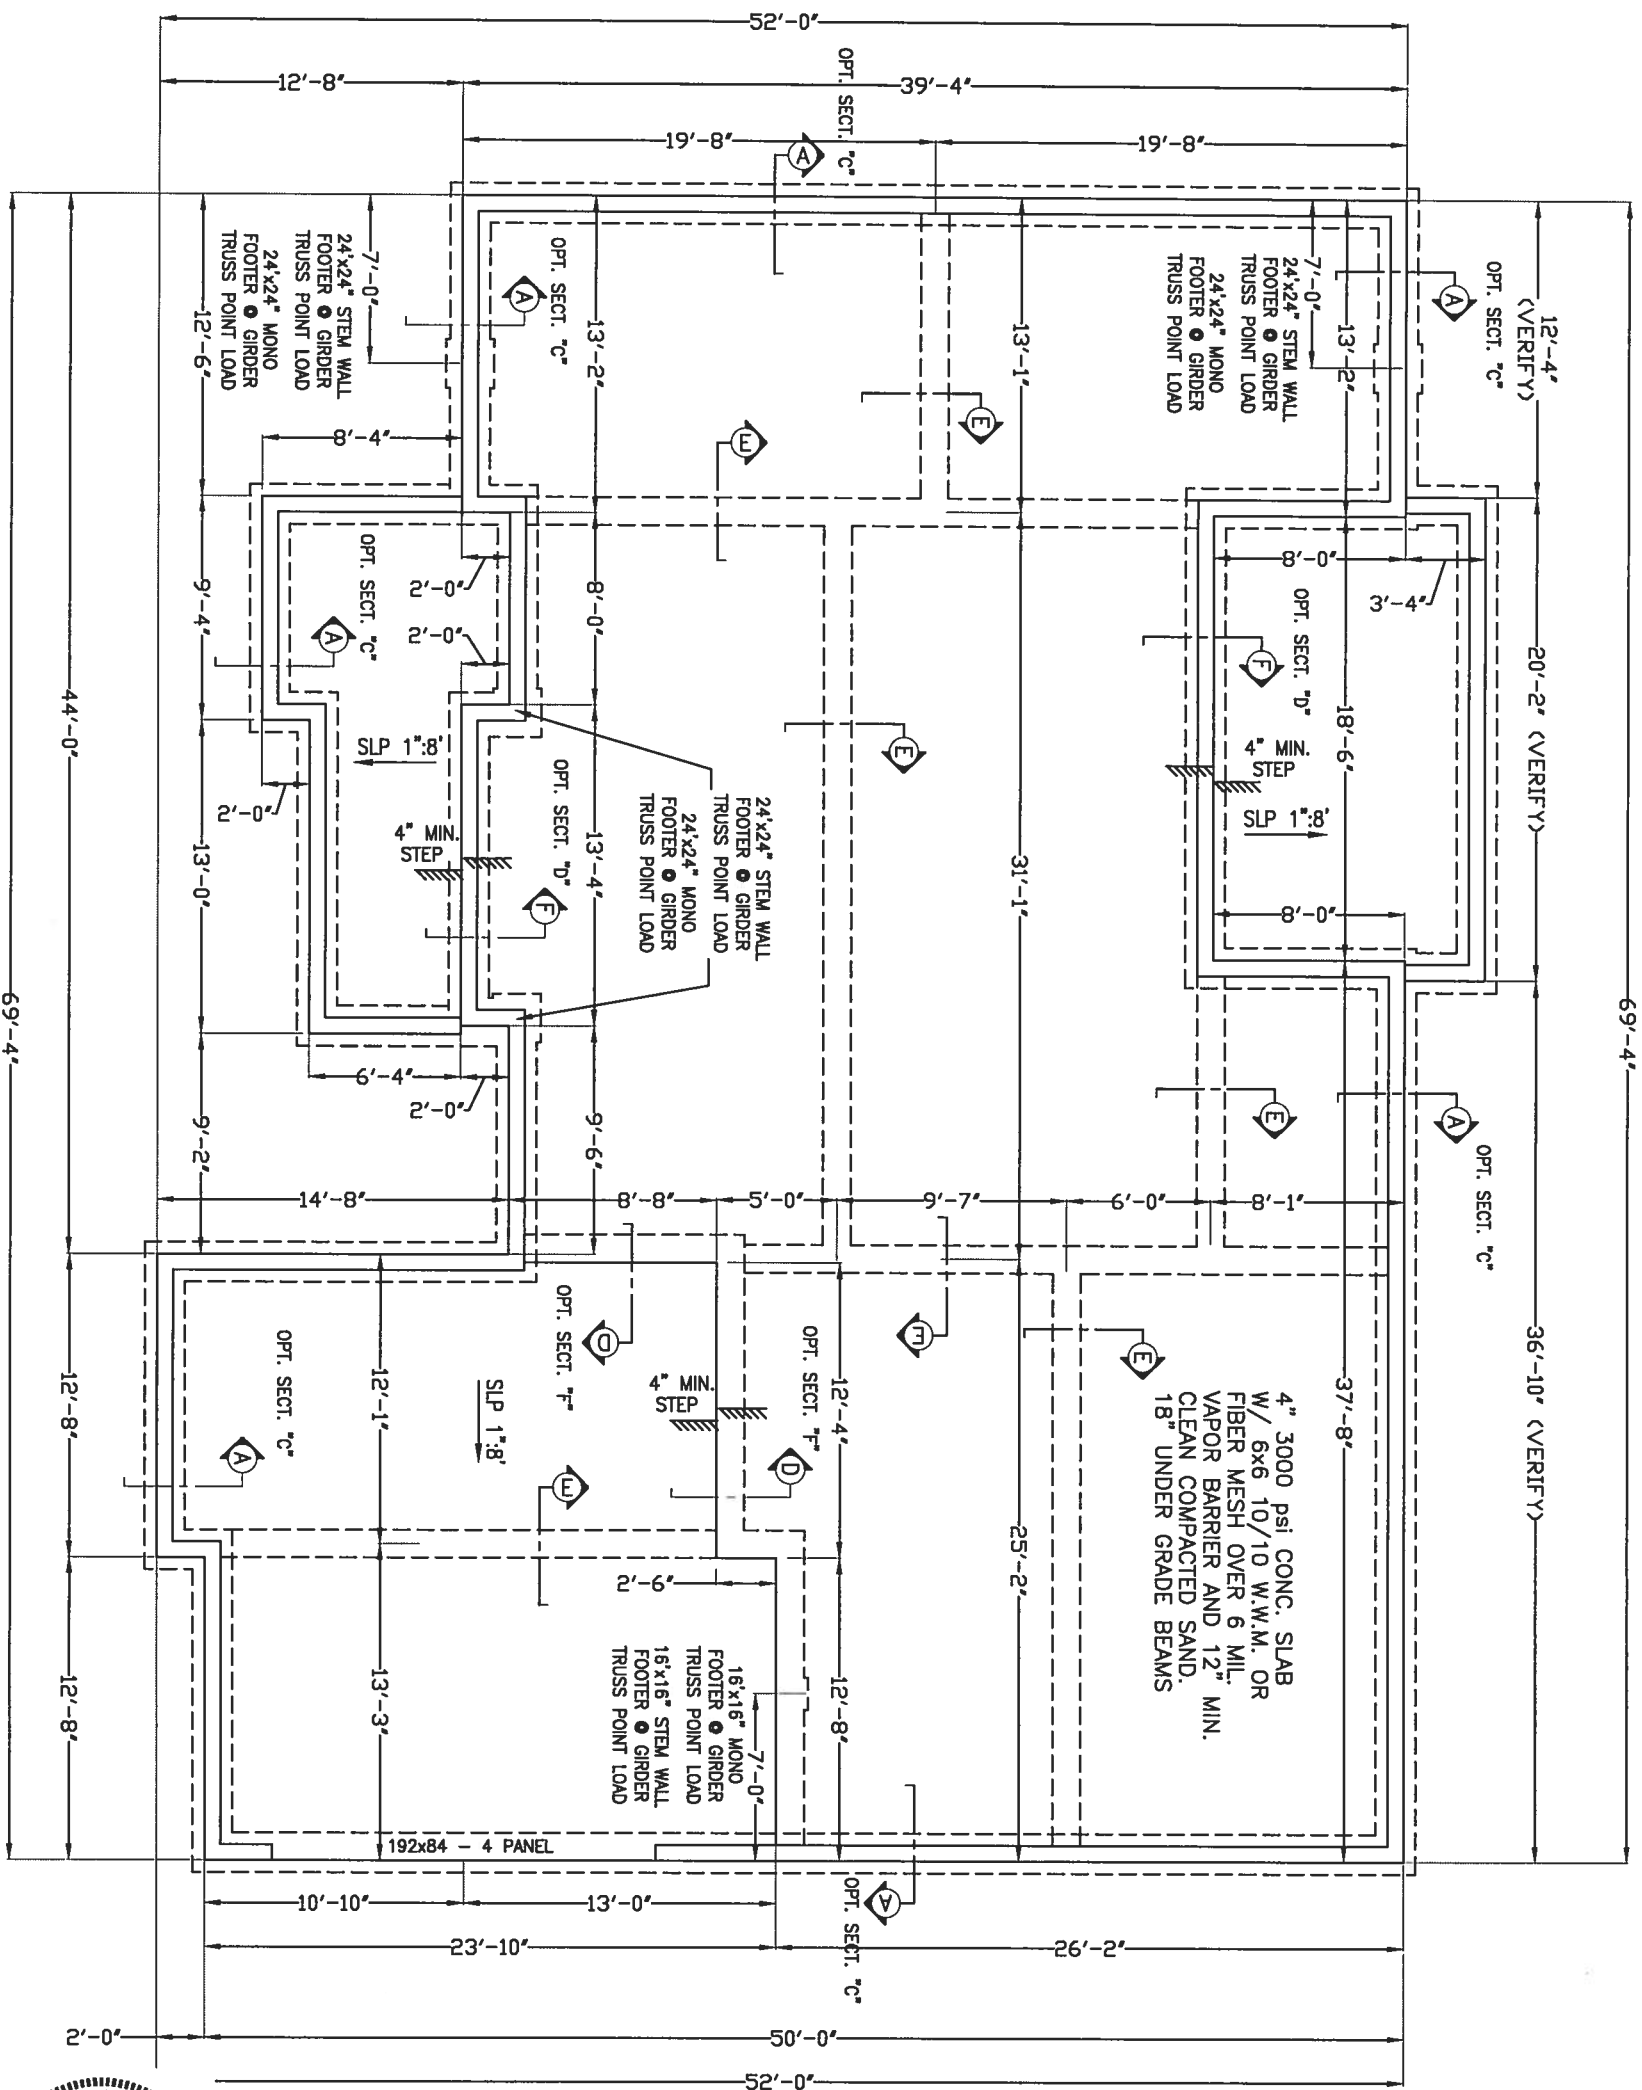 52'-0"
12'-8"
39'-4"
19'-8"
19'-8"
OPT. SECT. "C"
A
69'-4"
12'-4"
(VERIFY)
20'-2" (VERIFY)
36'-10" (VERIFY)
OPT. SECT. "C"
A
7'-0"
13'-2"
24'x24" STEM WALL
FOOTER @ GIRDER
TRUSS POINT LOAD
24'x24" MONO
FOOTER @ GIRDER
TRUSS POINT LOAD
13'-1"
13'-2"
OPT. SECT. "C"
A
7'-0"
24'x24" STEM WALL
FOOTER @ GIRDER
TRUSS POINT LOAD
24'x24" MONO
FOOTER @ GIRDER
TRUSS POINT LOAD
12'-6"
8'-4"
E
E
8'-0"
3'-4"
OPT. SECT. "D"
F
18'-6"
4" MIN.
STEP
SLP 1":8'
8'-0"
2'-0"
2'-0"
OPT. SECT. "C"
A
8'-0"
9'-4"
44'-0"
69'-4"
E
SLP 1":8'
2'-0"
4" MIN.
STEP
OPT. SECT. "D"
F
13'-4"
13'-0"
24'x24" STEM WALL
FOOTER @ GIRDER
TRUSS POINT LOAD
24'x24" MONO
FOOTER @ GIRDER
TRUSS POINT LOAD
31'-1"
6'-4"
2'-0"
9'-6"
9'-2"
E
A
OPT. SECT. "C"
14'-8"
8'-8"
5'-0"
9'-7"
6'-0"
8'-1"
OPT. SECT. "F"
D
E
E
OPT. SECT. "F"
D
4" MIN.
STEP
12'-4"
37'-8"
4" 3000 psi CONC. SLAB
W/ 6x6 10/10 W.W.M. OR
FIBER MESH OVER 6 MIL.
VAPOR BARRIER AND 12" MIN.
CLEAN COMPACTED SAND.
18" UNDER GRADE BEAMS
OPT. SECT. "C"
A
12'-1"
12'-8"
SLP 1":8'
E
25'-2"
2'-6"
16'x16" MONO
FOOTER @ GIRDER
TRUSS POINT LOAD
16'x16" STEM WALL
FOOTER @ GIRDER
TRUSS POINT LOAD
7'-0"
12'-8"
13'-3"
12'-8"
192x84 - 4 PANEL
A
OPT. SECT. "C"
10'-10"
13'-0"
23'-10"
26'-2"
2'-0"
50'-0"
52'-0"